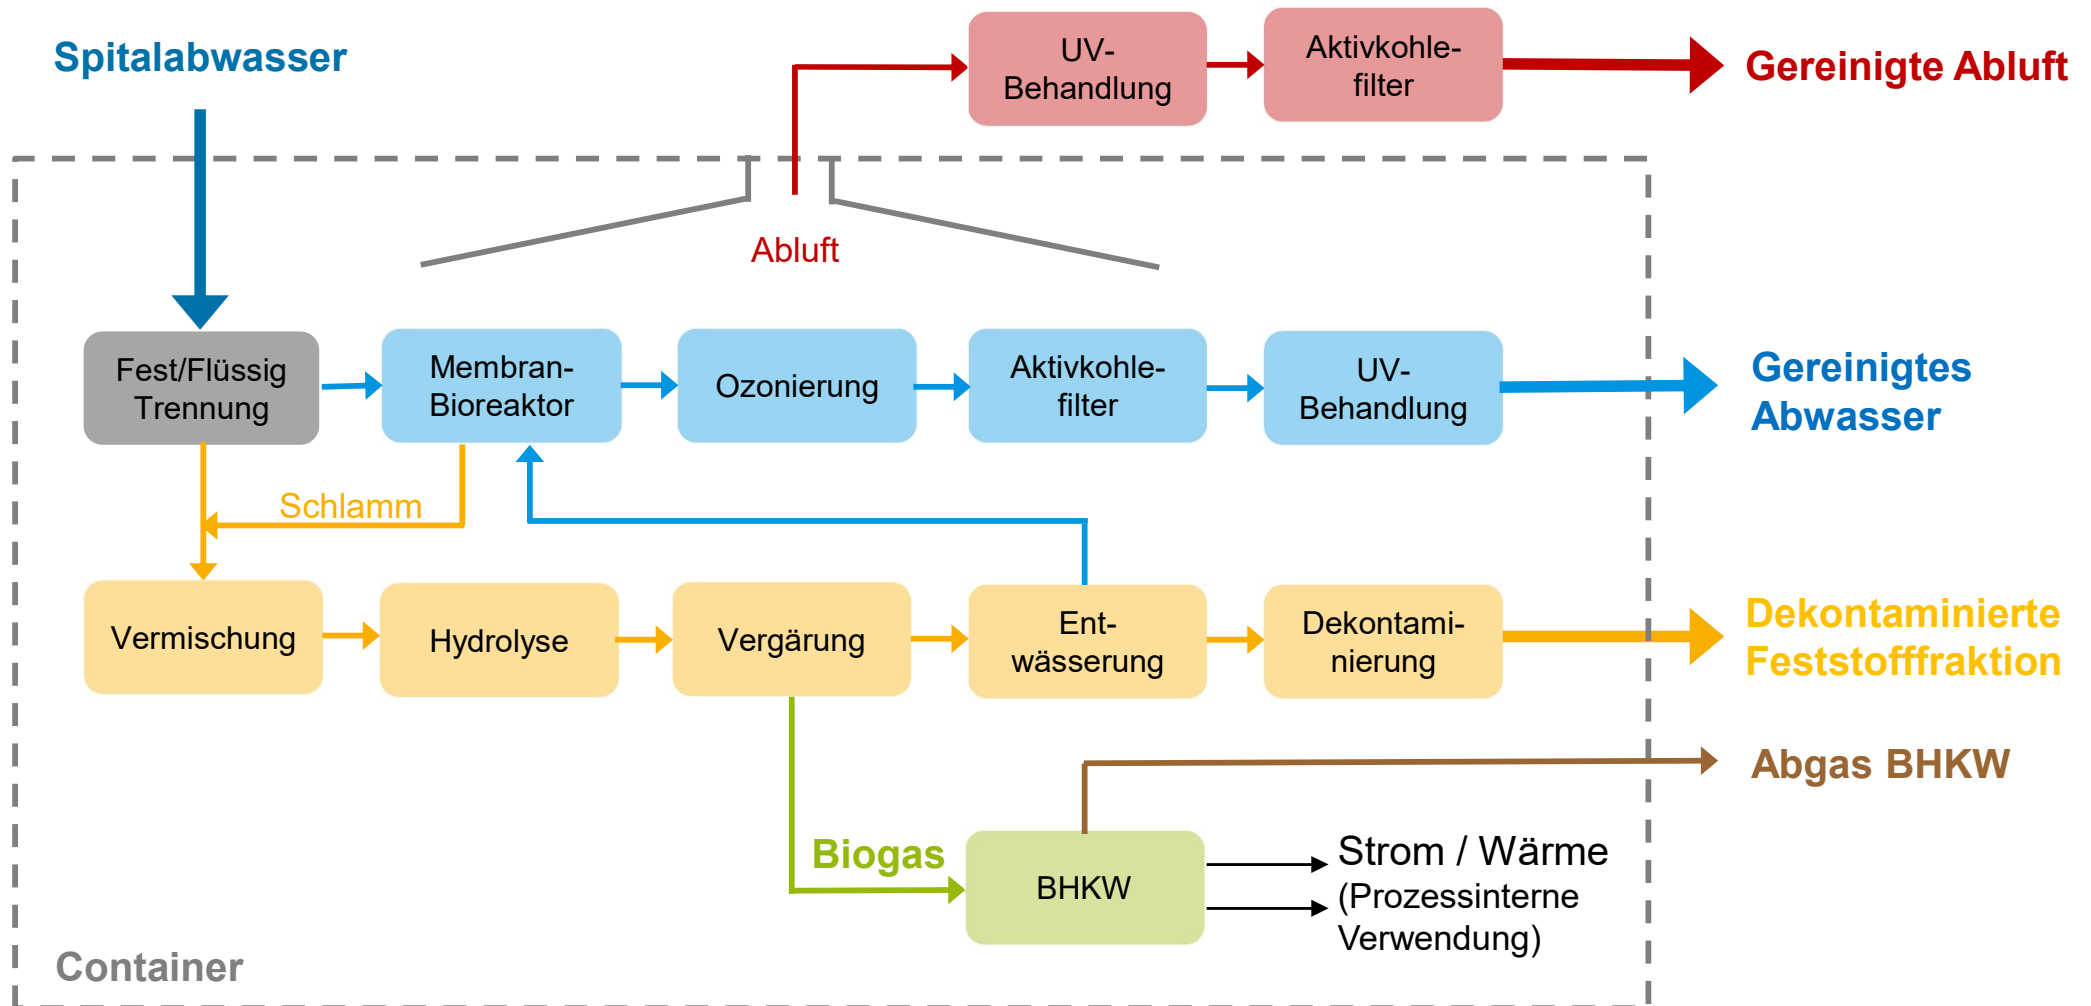 Spitalabwasser
UV-
Behandlung
Aktivkohle-
filter
Gereinigte Abluft
Abluft
Fest/Flüssig
Trennung
Membran-
Bioreaktor
Ozonierung
Aktivkohle-
filter
UV-
Behandlung
Gereinigtes
Abwasser
Schlamm
Vermischung
Hydrolyse
Vergärung
Ent-
wässerung
Dekontami-
nierung
Dekontaminierte
Feststofffraktion
Abgas BHKW
Biogas
BHKW
Strom / Wärme
(Prozessinterne
Verwendung)
Container